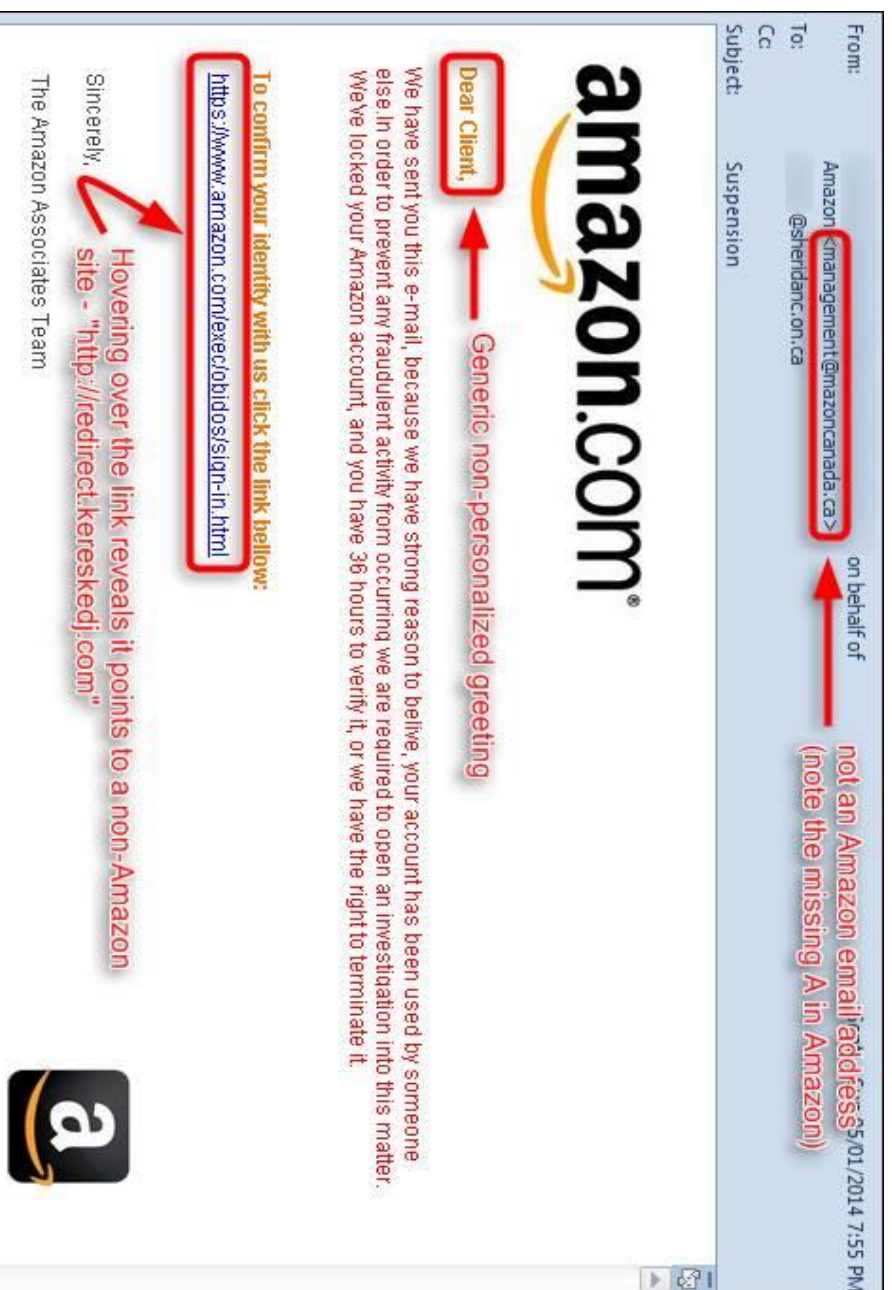 From:
Amazon <management@mazoncanada.ca>
on behalf of
05/01/2014 7:55 PM
not an Amazon email address
(note the missing A in Amazon)
To:
@sheridanc.on.ca
Cc:
Subject:
Suspension
amazon.com®
Dear Client,
Generic non-personalized greeting
We have sent you this e-mail, because we have strong reason to belive, your account has been used by someone
else.In order to prevent any fraudulent activity from occurring we are required to open an investigation into this matter.
We've locked your Amazon account, and you have 36 hours to verify it, or we have the right to terminate it.
To confirm your identity with us click the link bellow:
https://www.amazon.com/exec/obidos/sign-in.html
Hovering over the link reveals it points to a non-Amazon
site - "http://redirect.kereskedj.com"
Sincerely,
The Amazon Associates Team
a